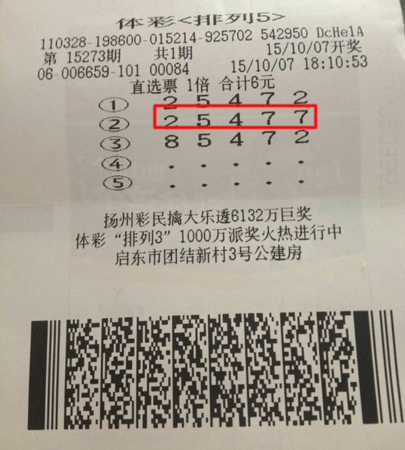 体彩<排列5>
110328-198600-015214-925702 542950 DcHe1A
第 15273期 共1期 15/10/07开奖
06-006659-101 00084 15/10/07 18:10:53
直选票 1倍 合计6元
① 2 5 4 7 2
② 2 5 4 7 7
③ 8 5 4 7 2
④ . . . . .
⑤ . . . . .
扬州彩民擒大乐透6132万巨奖
体彩“排列3”1000万派奖火热进行中
启东市团结新村3号公建房